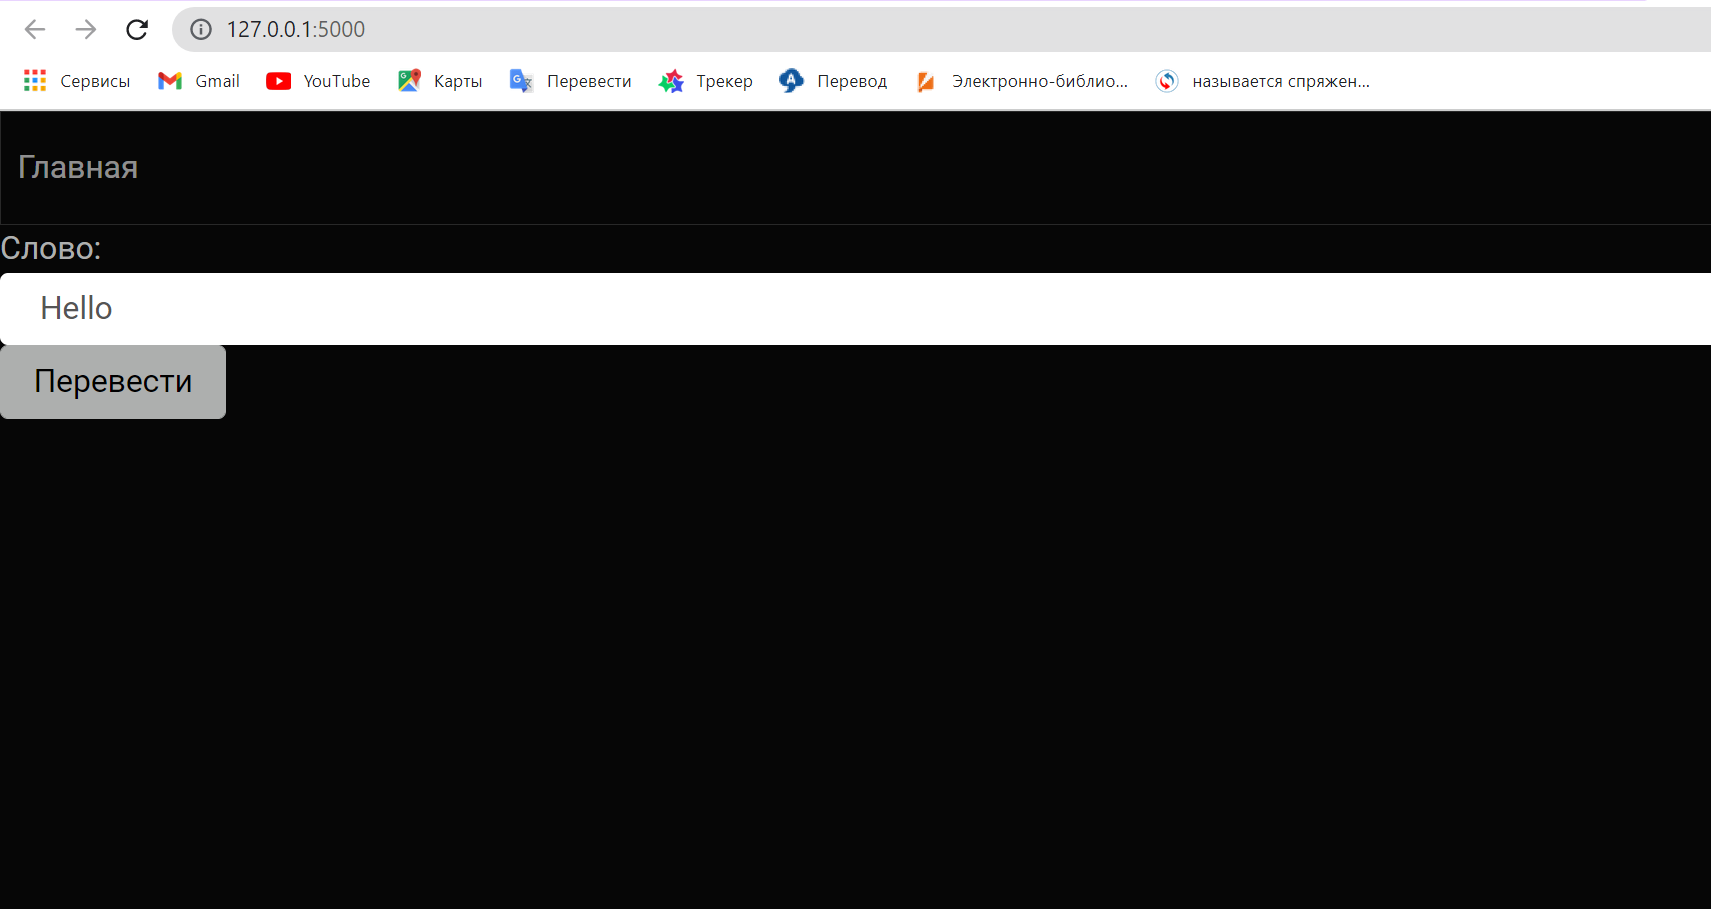 127.0.0.1:5000
Сервисы Gmail YouTube Карты Перевести Трекер Перевод Электронно-библио... называется спряжен...
Главная
Слово:
Hello
Перевести